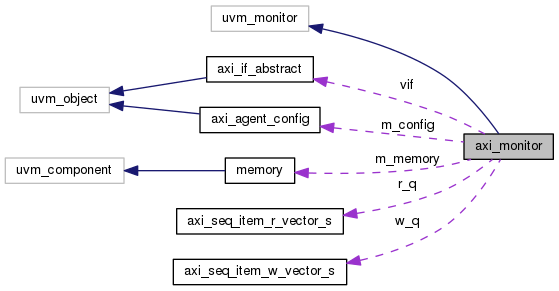 uvm_monitor
axi_if_abstract
vif
uvm_object
axi_agent_config
m_config
axi_monitor
uvm_component
memory
m_memory
r_q
axi_seq_item_r_vector_s
w_q
axi_seq_item_w_vector_s